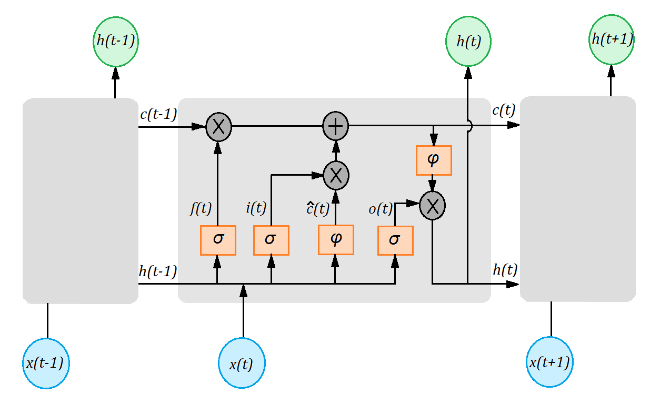 h(t-1) h(t) h(t+1)
c(t-1) c(t)
× +
φ
×
f(t) i(t) ĉ(t) o(t) ×
σ σ φ σ
h(t-1) h(t)
x(t-1) x(t) x(t+1)